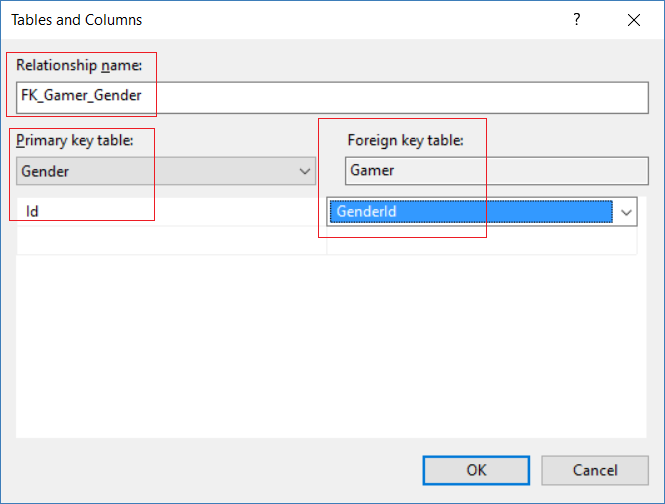 Tables and Columns ?
Relationship name:
FK_Gamer_Gender
Primary key table: Foreign key table:
Gender Gamer
Id GenderId
OK Cancel